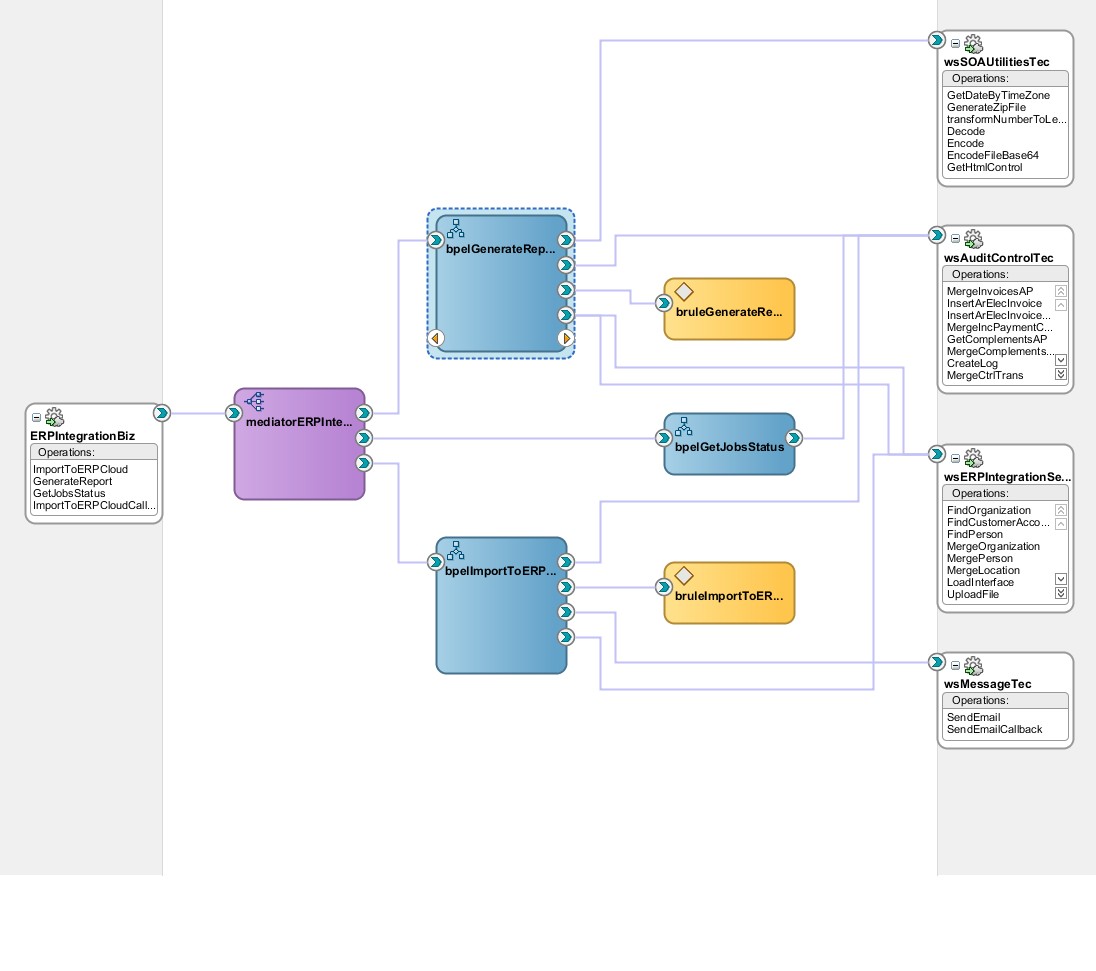 ERPIntegrationBiz
Operations:
ImportToERPCloud
GenerateReport
GetJobsStatus
ImportToERPCloudCall...
mediatorERPInte...
bpelGenerateRep...
bruleGenerateRe...
bpelGetJobsStatus
bpelImportToERP...
bruleImportToER...
wsSOAUtilitiesTec
Operations:
GetDateByTimeZone
GenerateZipFile
transformNumberToLe...
Decode
Encode
EncodeFileBase64
GetHtmlControl
wsAuditControlTec
Operations:
MergeInvoicesAP
InsertArElecInvoice
InsertArElecInvoice...
MergeIncPaymentC...
GetComplementsAP
MergeComplements...
CreateLog
MergeCtrlTrans
wsERPIntegrationSe...
Operations:
FindOrganization
FindCustomerAcco...
FindPerson
MergeOrganization
MergePerson
MergeLocation
LoadInterface
UploadFile
wsMessageTec
Operations:
SendEmail
SendEmailCallback